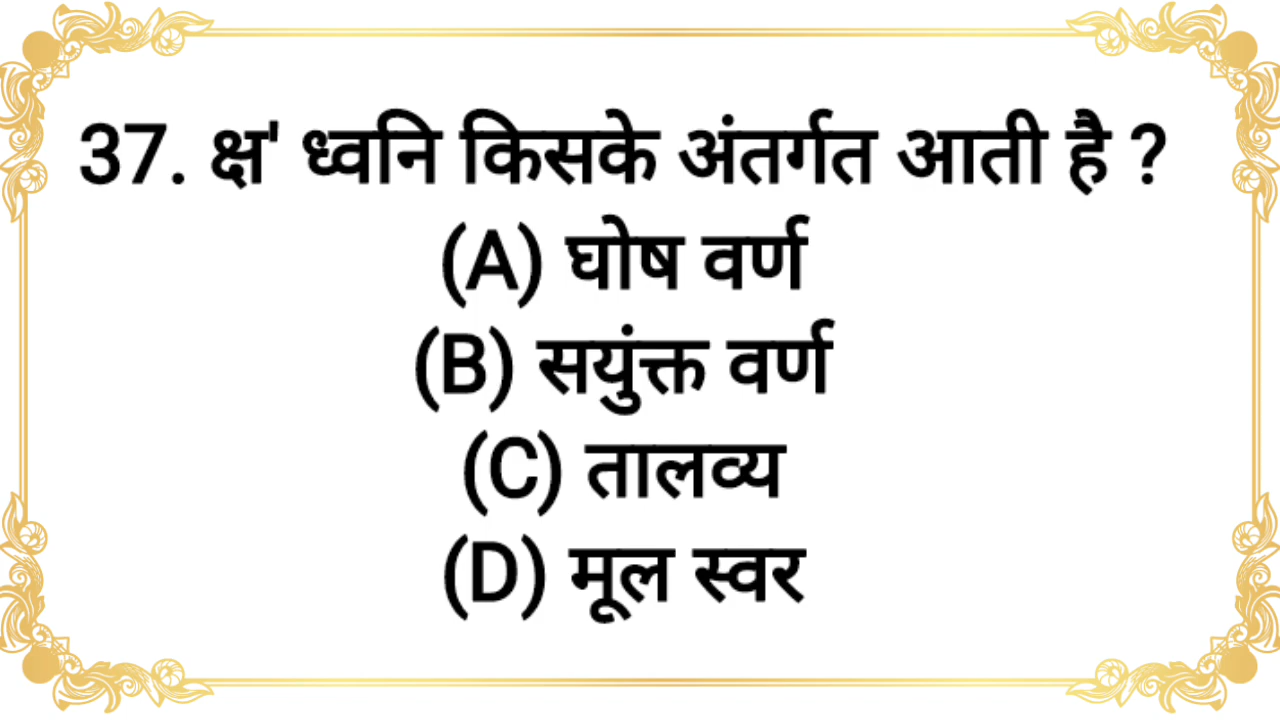 37. क्ष' ध्वनि किसके अंतर्गत आती है ?
(A) घोष वर्ण
(B) सयुंक्त वर्ण
(C) तालव्य
(D) मूल स्वर